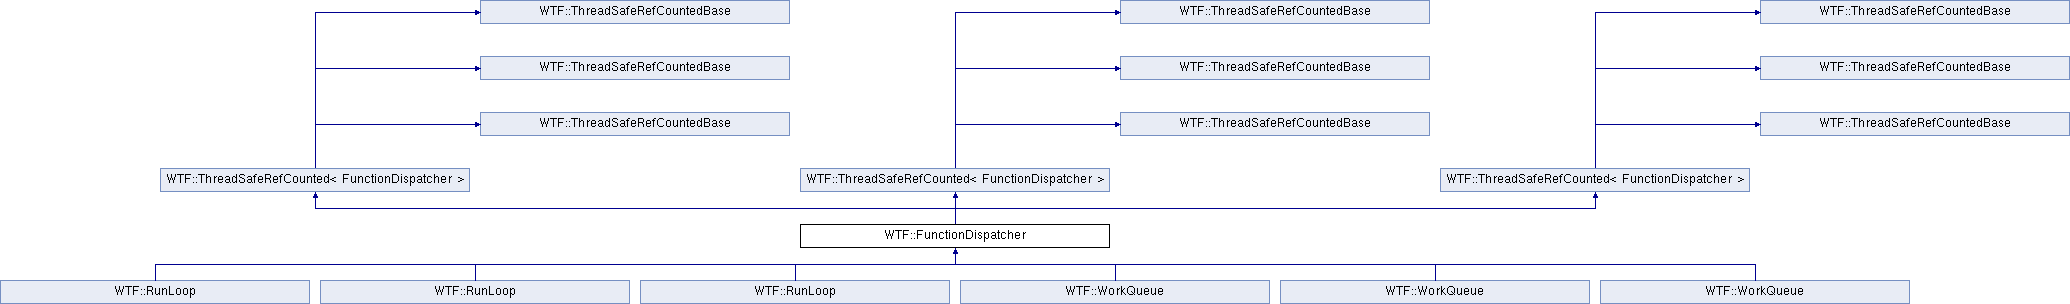 WTF::ThreadSafeRefCountedBase
WTF::ThreadSafeRefCountedBase
WTF::ThreadSafeRefCountedBase
WTF::ThreadSafeRefCountedBase
WTF::ThreadSafeRefCountedBase
WTF::ThreadSafeRefCountedBase
WTF::ThreadSafeRefCountedBase
WTF::ThreadSafeRefCountedBase
WTF::ThreadSafeRefCountedBase
WTF::ThreadSafeRefCounted< FunctionDispatcher >
WTF::ThreadSafeRefCounted< FunctionDispatcher >
WTF::ThreadSafeRefCounted< FunctionDispatcher >
WTF::FunctionDispatcher
WTF::RunLoop
WTF::RunLoop
WTF::RunLoop
WTF::WorkQueue
WTF::WorkQueue
WTF::WorkQueue